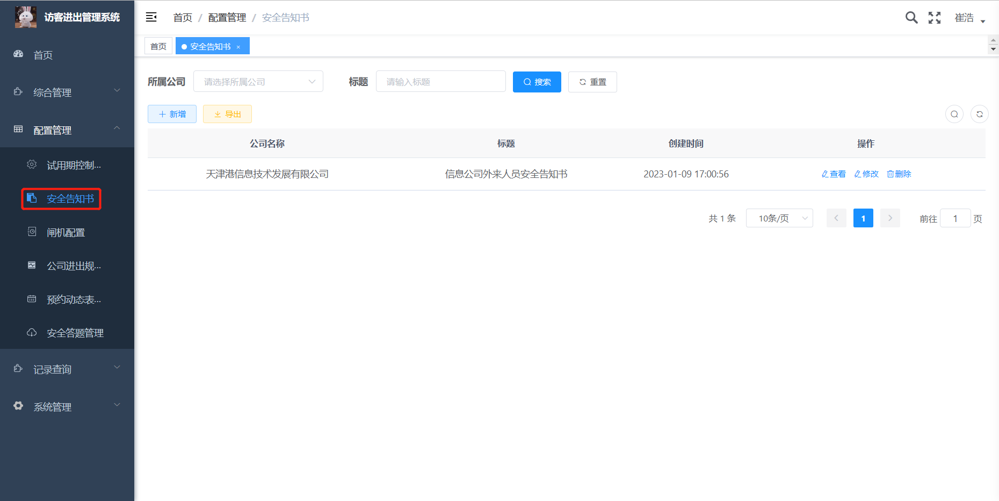 访客进出管理系统
首页
综合管理
配置管理
试用期控制...
安全告知书
闸机配置
公司进出规...
预约动态表...
安全答题管理
记录查询
系统管理
首页 / 配置管理 / 安全告知书
崔浩
首页 安全告知书 ×
所属公司 请选择所属公司 标题 请输入标题 搜索 重置
新增 导出
公司名称 标题 创建时间 操作
天津港信息技术发展有限公司 信息公司外来人员安全告知书 2023-01-09 17:00:56 查看 修改 删除
共 1 条 10条/页 1 前往 1 页